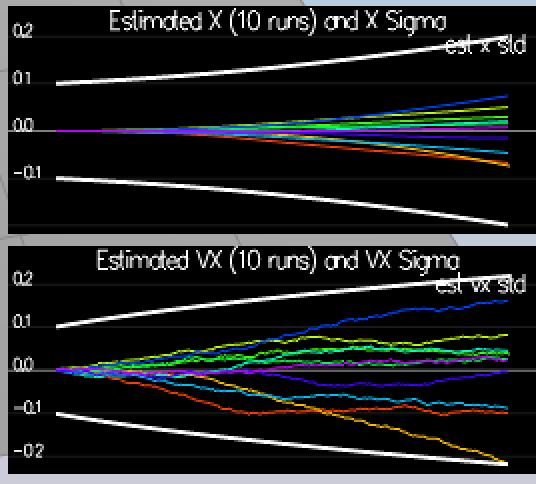 Estimated X (10 runs) and X Sigma
0.2
est x std
0.1
0.0
-0.1
Estimated VX (10 runs) and VX Sigma
0.2
est vx std
0.1
0.0
-0.1
-0.2